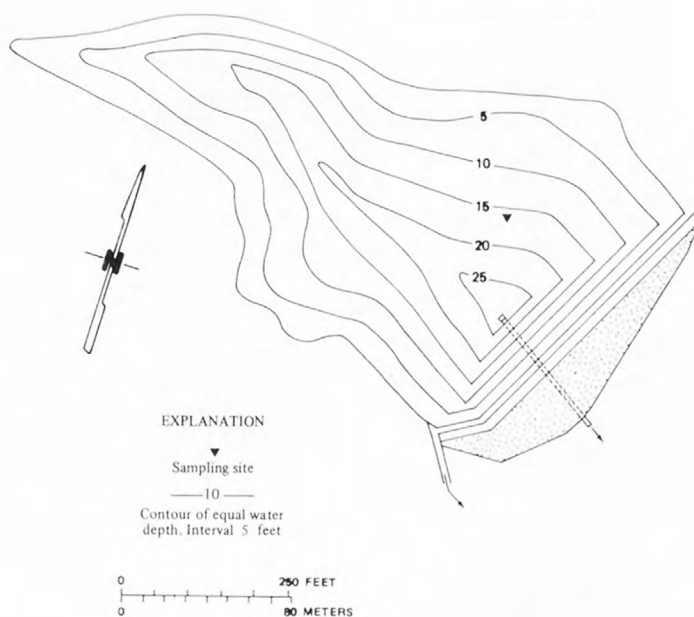 5
10
15
20
25
EXPLANATION
Sampling site
10
Contour of equal water
depth. Interval 5 feet
0 250 FEET
0 80 METERS